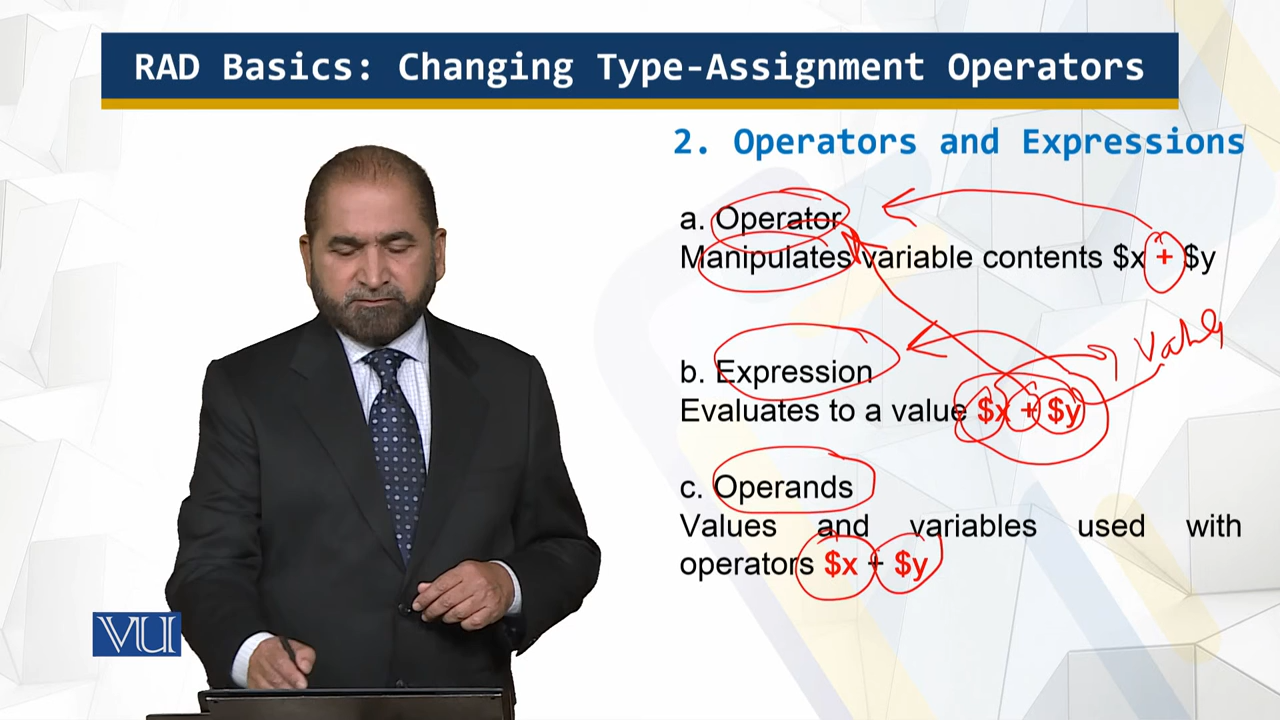 RAD Basics: Changing Type-Assignment Operators
2. Operators and Expressions
a. Operator
Manipulates variable contents $x + $y
b. Expression
Evaluates to a value $x + $y
c. Operands
Values and variables used with
operators $x + $y
VU